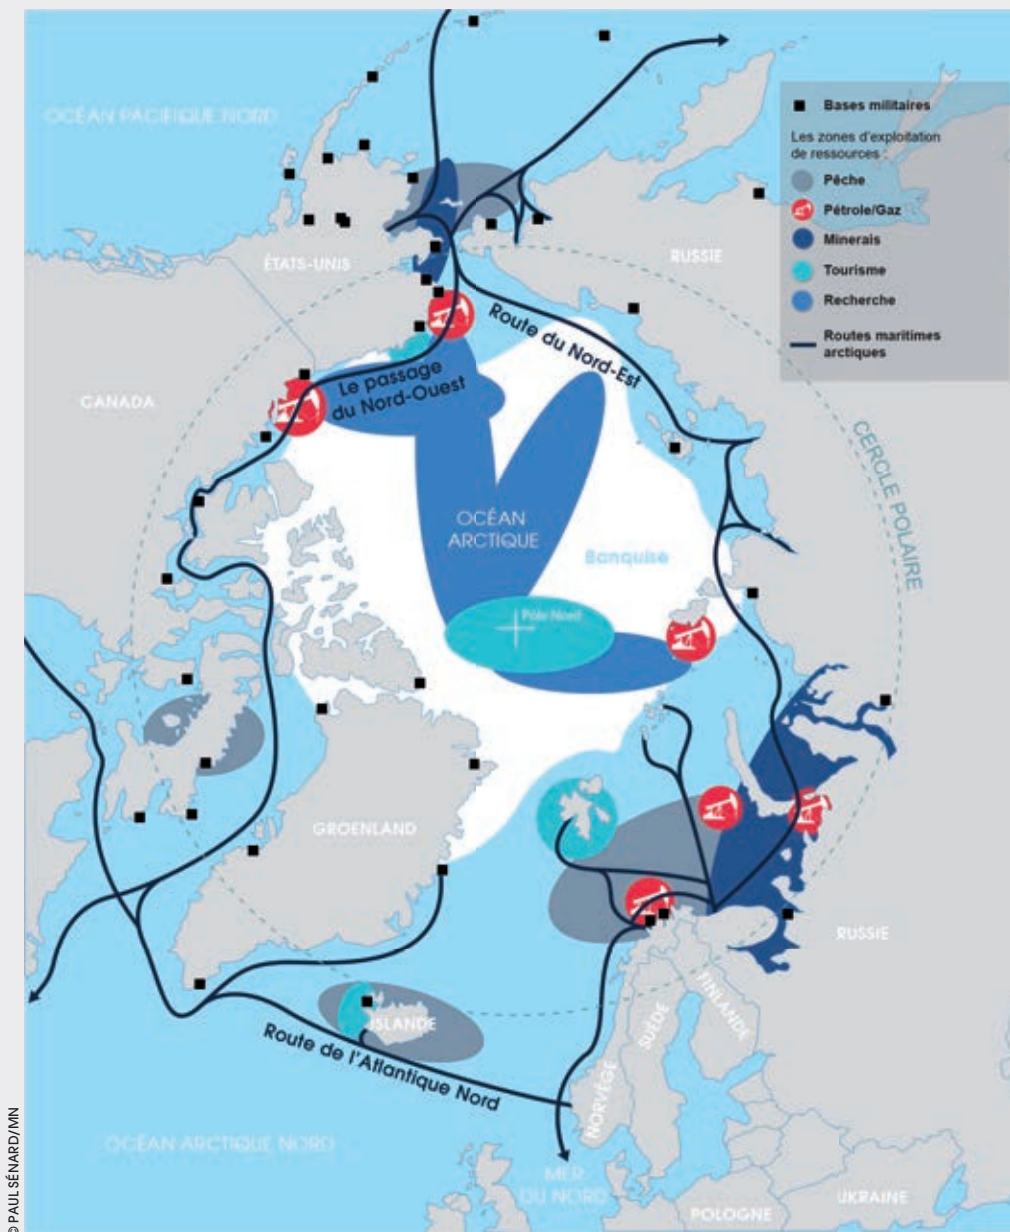 OCÉAN PACIFIQUE NORD
Bases militaires
Les zones d'exploitation
de ressources :
Pêche
Pétrole/Gaz
Minerais
Tourisme
Recherche
Routes maritimes
arctiques
ÉTATS-UNIS
RUSSIE
Route du Nord-Est
Le passage
du Nord-Ouest
CANADA
CERCLE POLAIRE
OCÉAN
ARCTIQUE
Banquise
Pôle Nord
GROENLAND
RUSSIE
ISLANDE
FINLANDE
SUÈDE
NORVÈGE
Route de l'Atlantique Nord
OCÉAN ARCTIQUE NORD
MER
DU NORD
POLOGNE
UKRAINE
© PAUL SÉNARD/MN